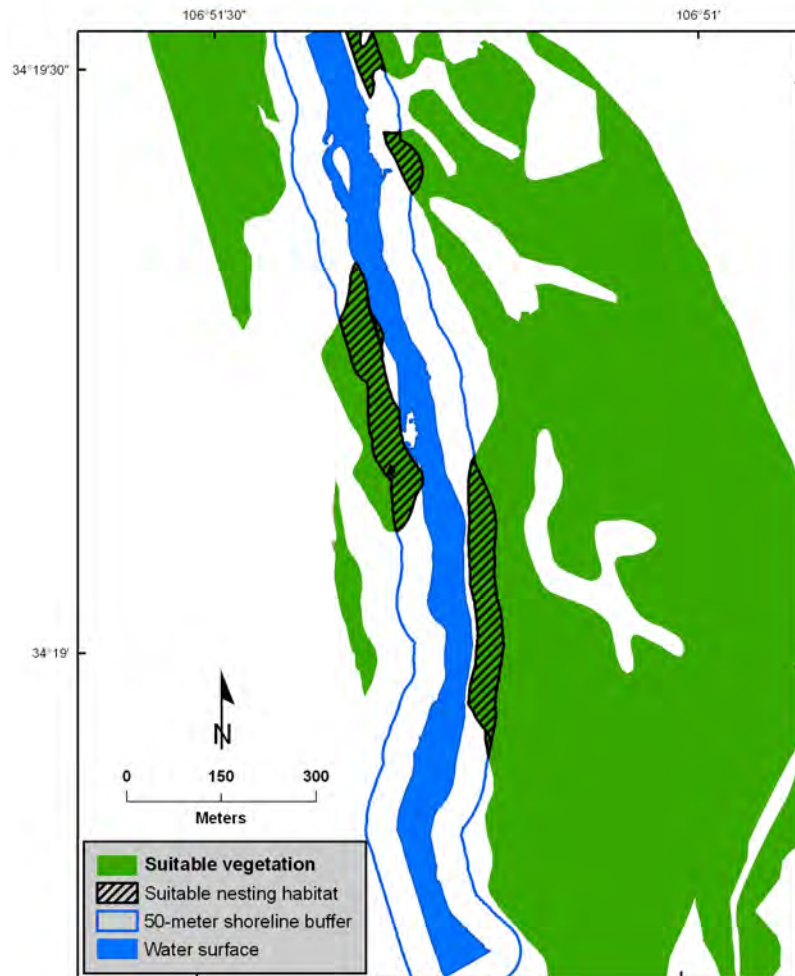 106°51'30" 106°51'
34°19'30"
34°19'
N
0 150 300
Meters
Suitable vegetation
Suitable nesting habitat
50-meter shoreline buffer
Water surface